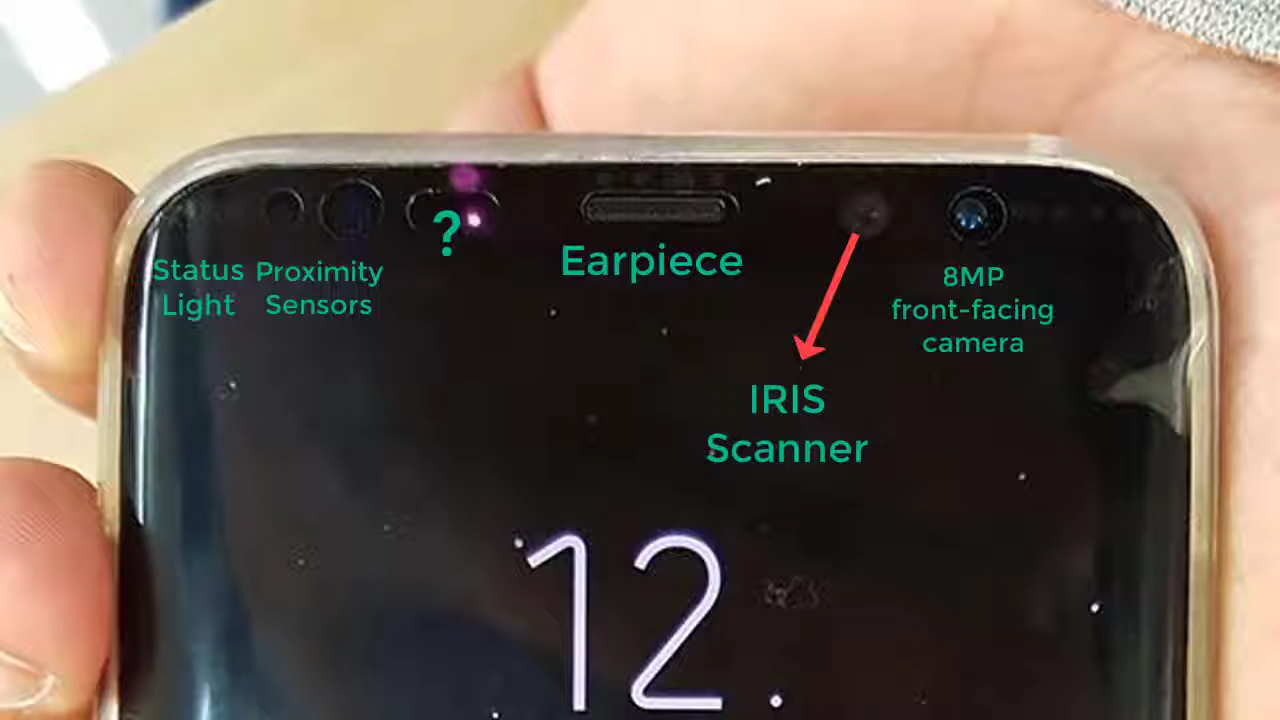 ?
Status
Light
Proximity
Sensors
Earpiece
8MP
front-facing
camera
IRIS
Scanner
12.